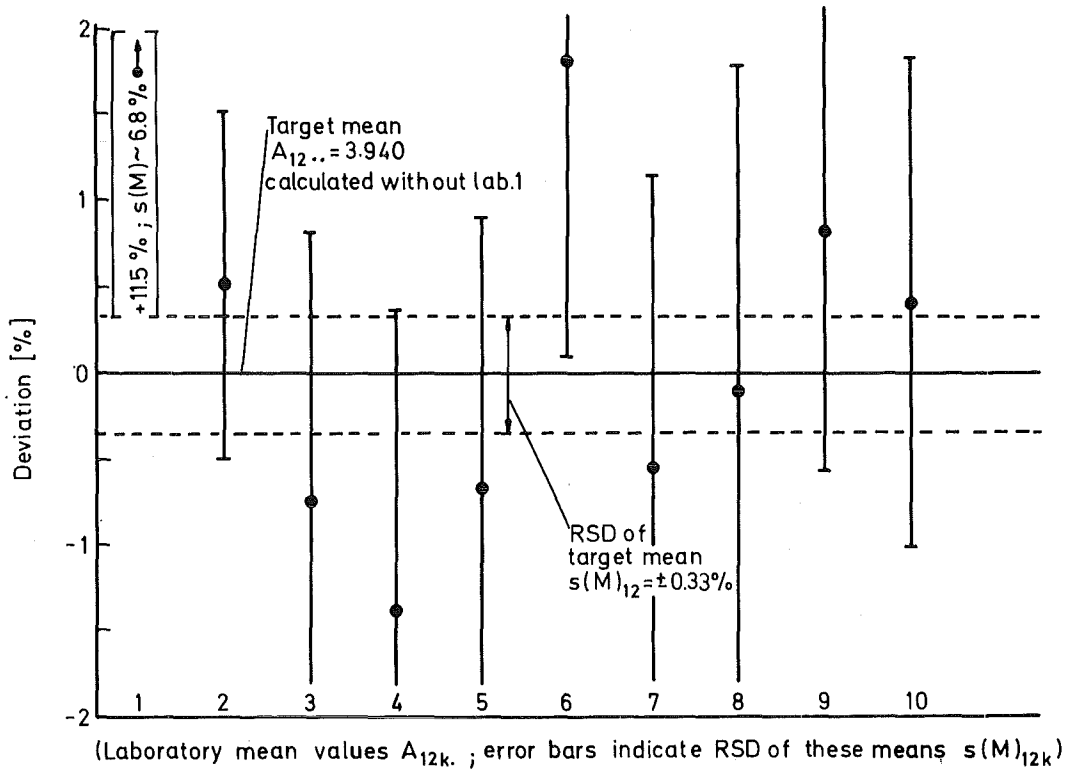 2
+11.5 % ; s(M) ~ 6.8 %
Target mean
A12.. = 3.940
calculated without lab.1
1
0
Deviation [%]
RSD of
target mean
s(M)12 = ±0.33%
-1
-2
1 2 3 4 5 6 7 8 9 10
(Laboratory mean values A12k. ; error bars indicate RSD of these means s(M)12k)